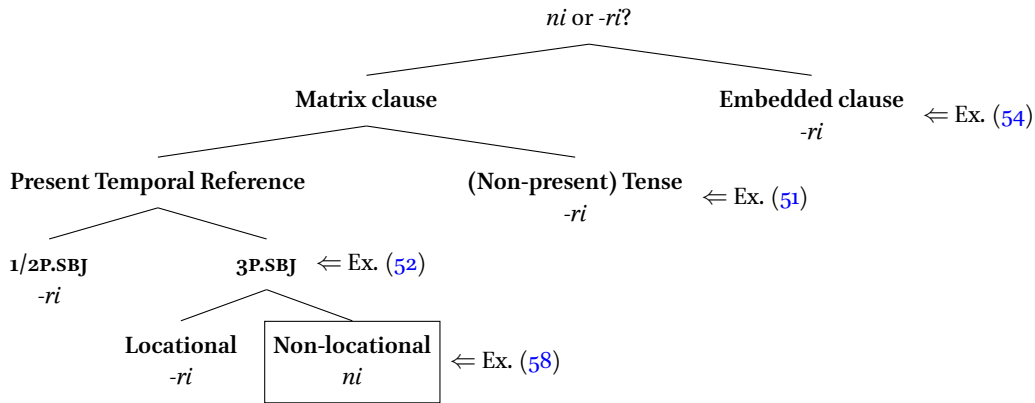 ni or -ri?
Matrix clause Embedded clause
-ri ⇐ Ex. (54)
Present Temporal Reference (Non-present) Tense
-ri ⇐ Ex. (51)
1/2P.SBJ 3P.SBJ ⇐ Ex. (52)
-ri
Locational Non-locational
-ri ni ⇐ Ex. (58)